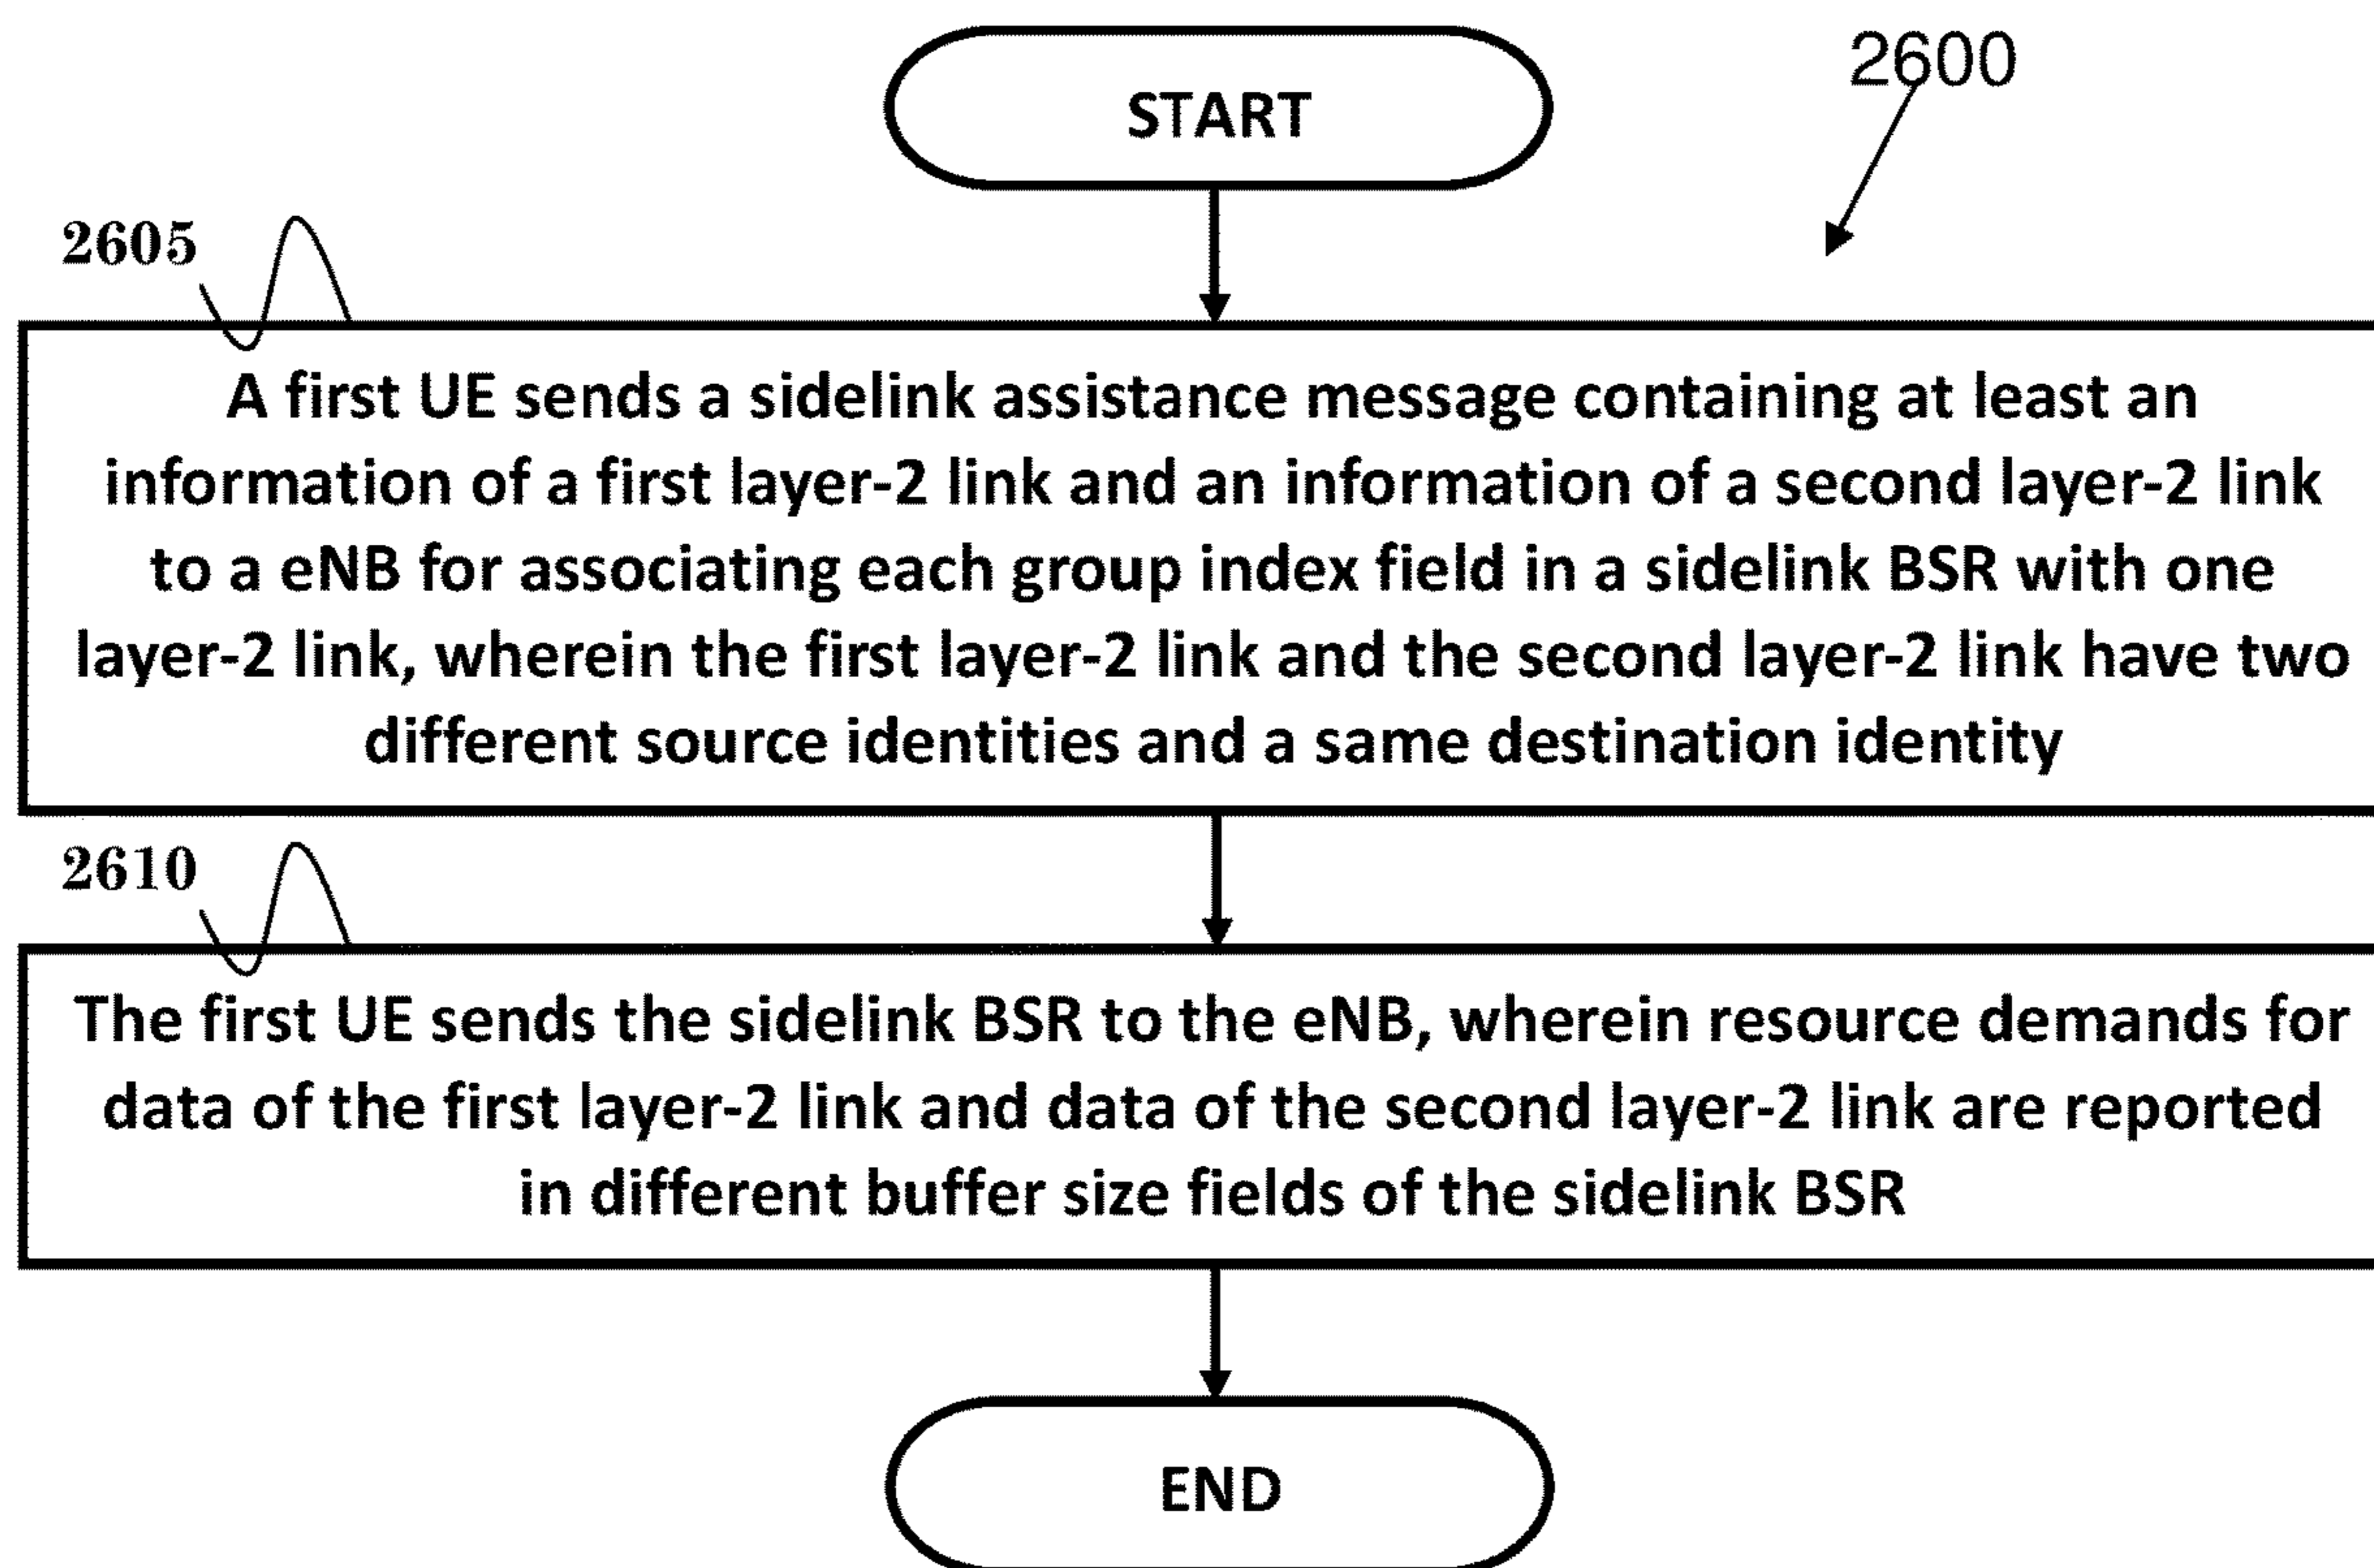 START
2600
2605
A first UE sends a sidelink assistance message containing at least an
information of a first layer-2 link and an information of a second layer-2 link
to a eNB for associating each group index field in a sidelink BSR with one
layer-2 link, wherein the first layer-2 link and the second layer-2 link have two
different source identities and a same destination identity
2610
The first UE sends the sidelink BSR to the eNB, wherein resource demands for
data of the first layer-2 link and data of the second layer-2 link are reported
in different buffer size fields of the sidelink BSR
END